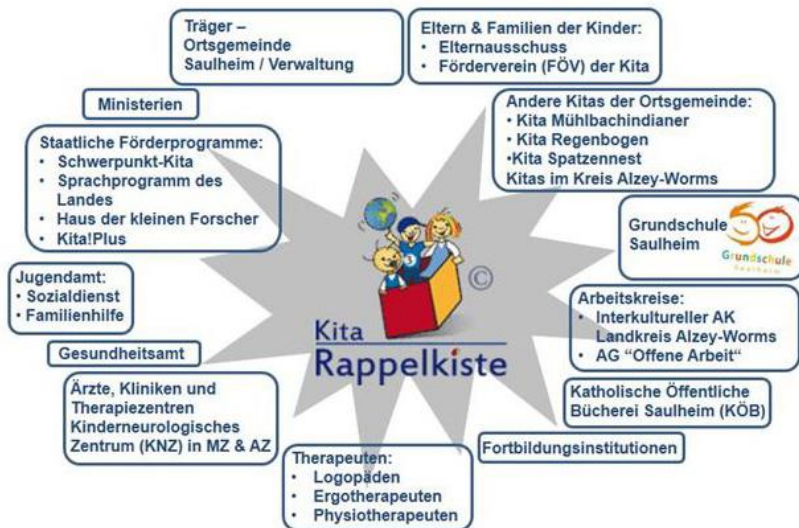 Träger –
Ortsgemeinde
Saulheim / Verwaltung
Eltern & Familien der Kinder:
• Elternausschuss
• Förderverein (FÖV) der Kita
Ministerien
Andere Kitas der Ortsgemeinde:
• Kita Mühlbachindianer
• Kita Regenbogen
•Kita Spatzennest
Kitas im Kreis Alzey-Worms
Staatliche Förderprogramme:
• Schwerpunkt-Kita
• Sprachprogramm des
Landes
• Haus der kleinen Forscher
• Kita!Plus
Grundschule
Saulheim
Grundschule
Saulheim
Jugendamt:
• Sozialdienst
• Familienhilfe
©
Kita
Rappelkiste
Arbeitskreise:
• Interkultureller AK
Landkreis Alzey-Worms
• AG "Offene Arbeit"
Gesundheitsamt
Ärzte, Kliniken und
Therapiezentren
Kinderneurologisches
Zentrum (KNZ) in MZ & AZ
Katholische Öffentliche
Bücherei Saulheim (KÖB)
Fortbildungsinstitutionen
Therapeuten:
• Logopäden
• Ergotherapeuten
• Physiotherapeuten